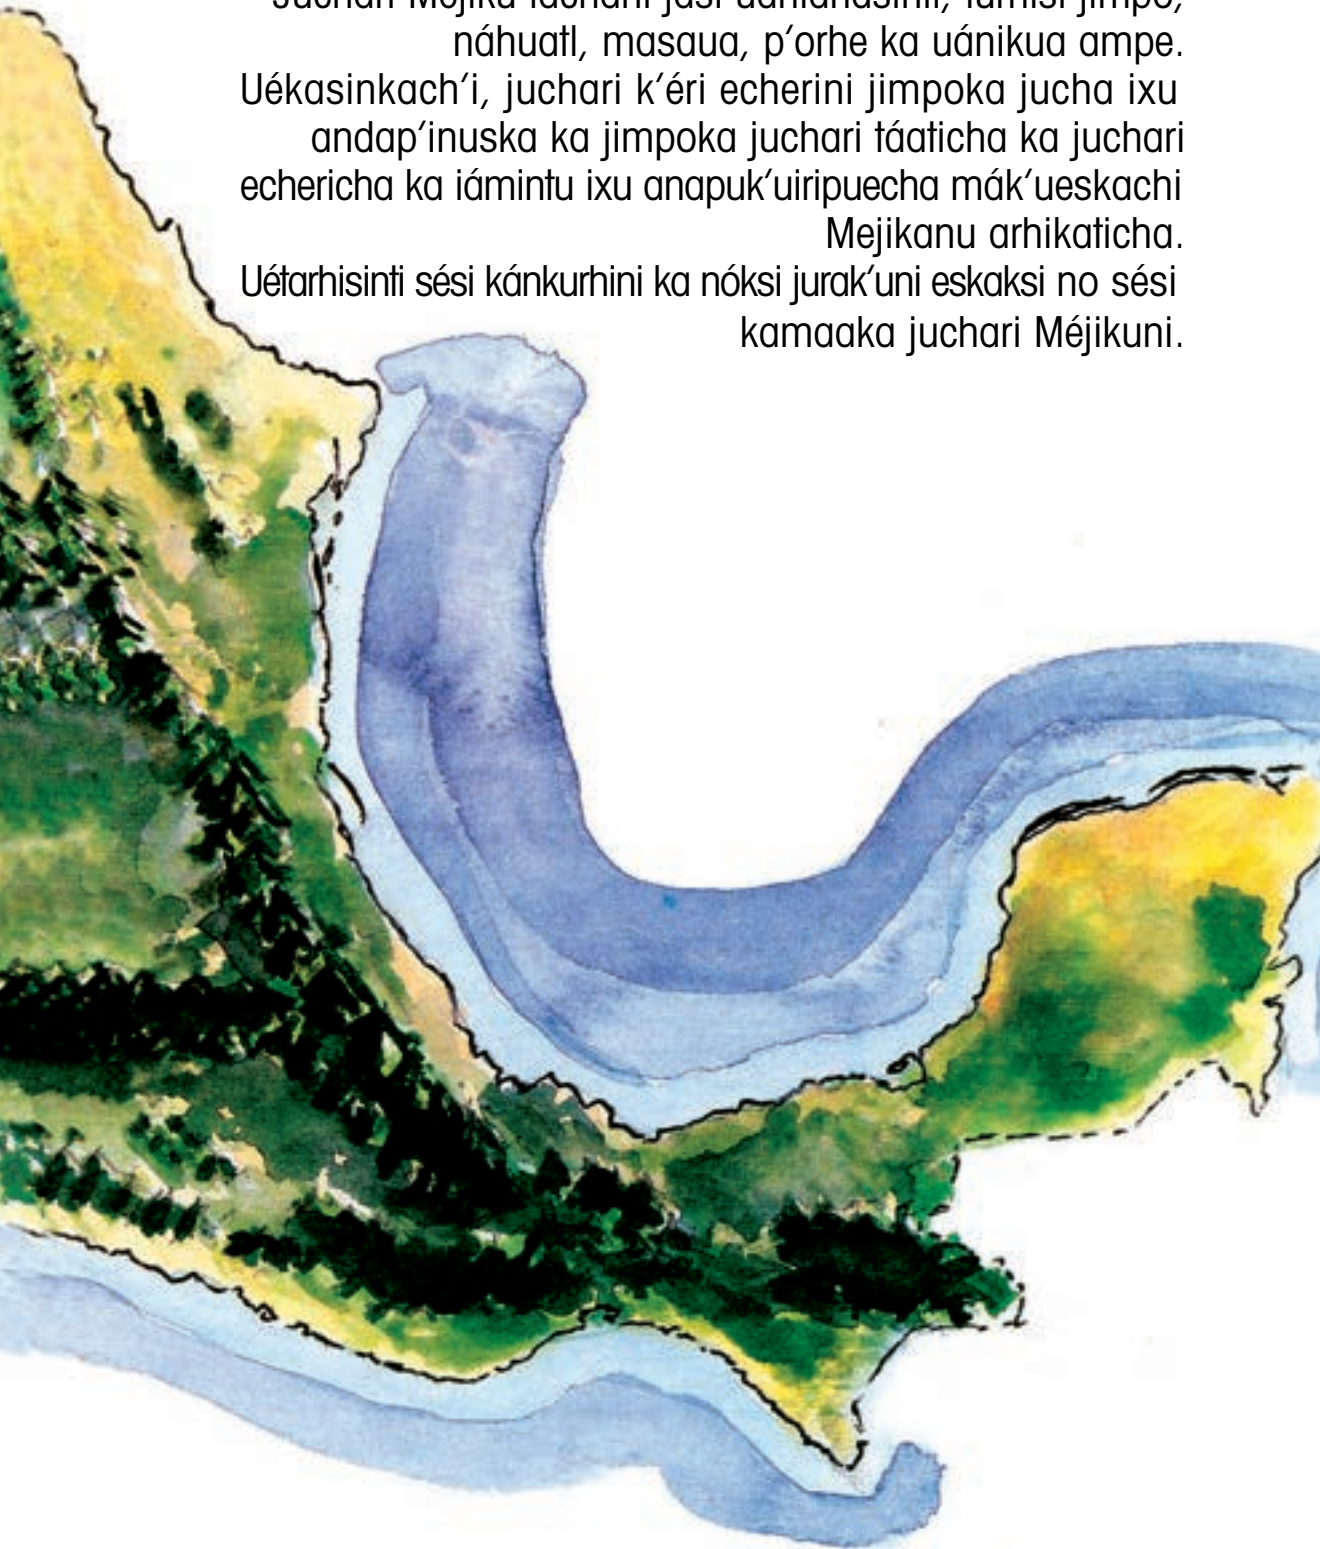 náhuatl, masaua, p'orhe ka uánikua ampe.
Uékasinkach'i, juchari k'éri echerini jimpoka jucha ixu
andap'inuska ka jimpoka juchari táaticha ka juchari
echericha ka iámintu ixu anapuk'uiripuecha mák'ueskachi
Mejikanu arhikaticha.
Uétarhisinti sési kánkurhini ka nóksi jurak'uni eskaksi no sési
kamaaka juchari Méjikuni.